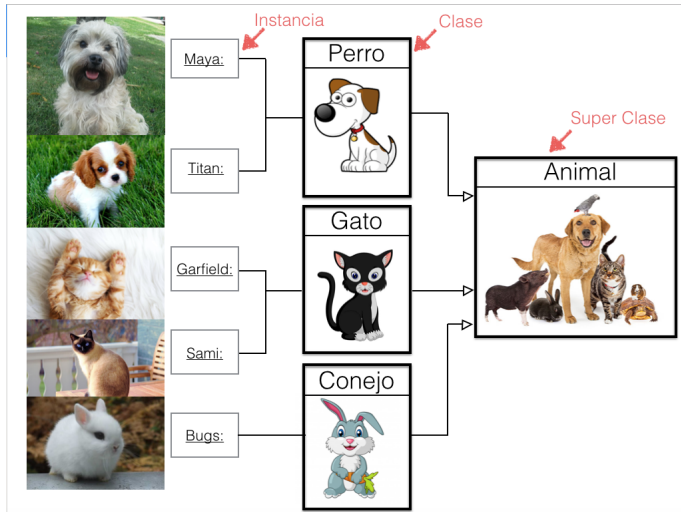 Instancia
Clase
Maya:
Perro
Super Clase
Titan:
Animal
Gato
Garfield:
Sami:
Conejo
Bugs: